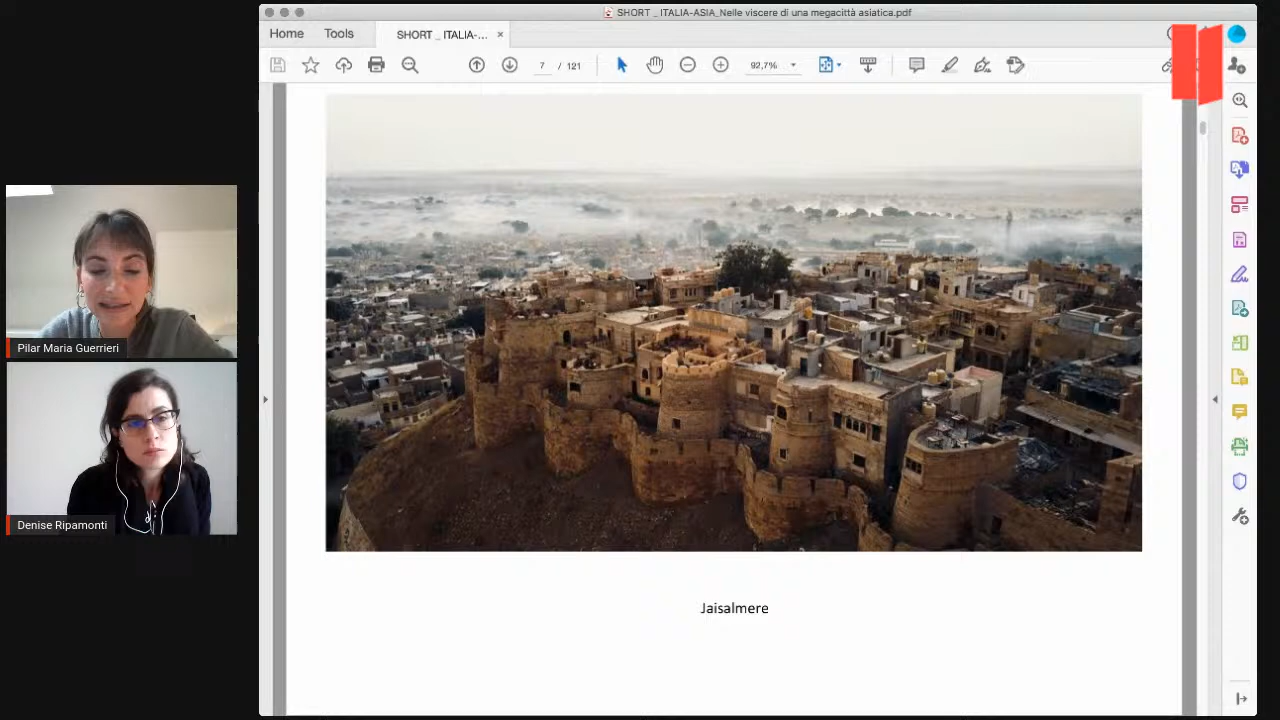 SHORT _ ITALIA-ASIA_Nelle viscere di una megacittà asiatica.pdf
Home
Tools
SHORT _ ITALIA-...
7 / 121
92,7%
Pilar Maria Guerrieri
Denise Ripamonti
Jaisalmere